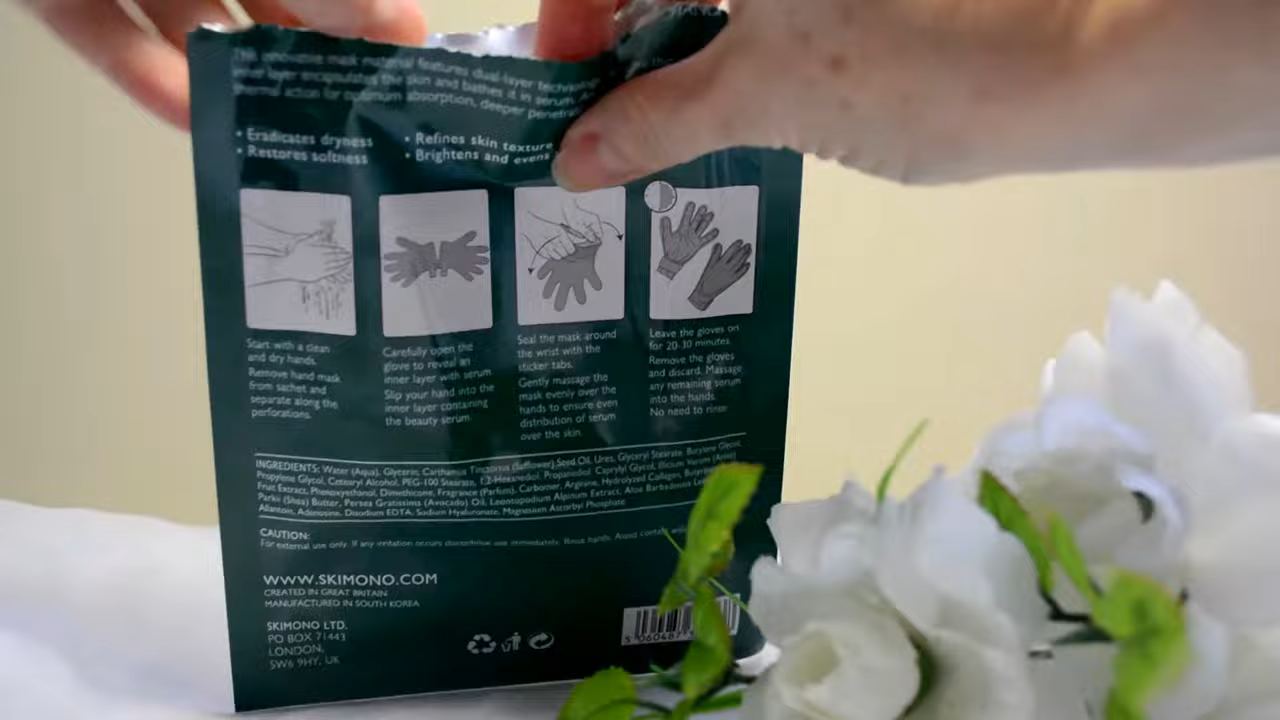 innovative mask material features dual-layer
inner layer encapsulates the skin and bathes it in serum.
thermal action for optimum absorption, deeper
• Eradicates dryness
• Restores softness
• Refines skin texture
• Brightens and evens
Start with a clean
and dry hands.
Remove hand mask
from sachet and
separate along the
perforations.
Carefully open the
glove to reveal an
inner layer with serum.
Slip your hand into the
inner layer containing
the beauty serum.
Seal the mask around
the wrist with the
sticker tabs.
Gently massage the
mask evenly over the
hands to ensure even
distribution of serum
over the skin.
Leave the gloves on
for 20-30 minutes.
Remove the gloves
and discard. Massage
any remaining serum
into the hands.
No need to rinse.
INGREDIENTS: Water (Aqua), Glycerin, Carthamus Tinctorius (Safflower) Seed Oil, Urea, Glyceryl Stearate, Butylene Glycol,
Propylene Glycol, Cetearyl Alcohol, PEG-100 Stearate, 1,2-Hexanediol, Propanediol, Caprylyl Glycol, Illicium Verum (Anise)
Fruit Extract, Phenoxyethanol, Dimethicone, Fragrance (Parfum), Carbomer, Arginine, Hydrolyzed Collagen,
Parkii (Shea) Butter, Persea Gratissima (Avocado) Oil, Leontopodium Alpinum Extract, Aloe Barbadensis
Allantoin, Adenosine, Disodium EDTA, Sodium Hyaluronate, Magnesium Ascorbyl Phosphate.
CAUTION:
For external use only. If any irritation occurs discontinue use immediately. Rinse hands. Avoid contact
WWW.SKIMONO.COM
CREATED IN GREAT BRITAIN
MANUFACTURED IN SOUTH KOREA
SKIMONO LTD.
PO BOX 71443
LONDON,
SW6 9HY, UK
5 060487